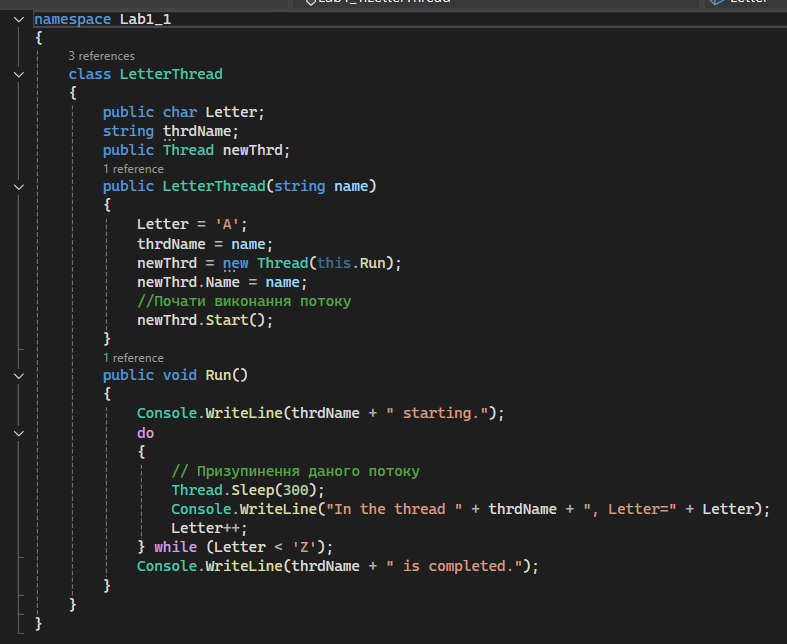 namespace Lab1_1
{
3 references
class LetterThread
{
public char Letter;
string thrdName;
public Thread newThrd;
1 reference
public LetterThread(string name)
{
Letter = 'A';
thrdName = name;
newThrd = new Thread(this.Run);
newThrd.Name = name;
//Почати виконання потоку
newThrd.Start();
}
1 reference
public void Run()
{
Console.WriteLine(thrdName + " starting.");
do
{
// Призупинення даного потоку
Thread.Sleep(300);
Console.WriteLine("In the thread " + thrdName + ", Letter=" + Letter);
Letter++;
} while (Letter < 'Z');
Console.WriteLine(thrdName + " is completed.");
}
}
}